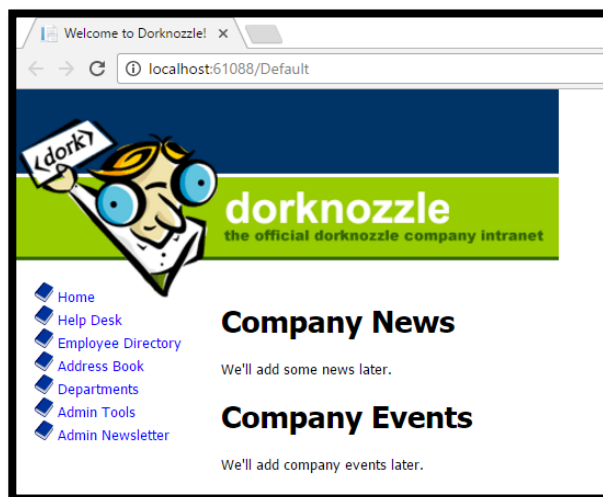 Welcome to Dorknozzle!
localhost:61088/Default
<dork>
dorknozzle
the official dorknozzle company intranet
Home
Help Desk
Employee Directory
Address Book
Departments
Admin Tools
Admin Newsletter
Company News
We'll add some news later.
Company Events
We'll add company events later.